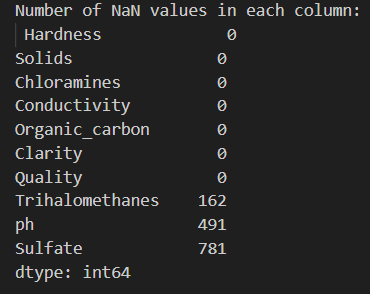 Number of NaN values in each column:
Hardness 0
Solids 0
Chloramines 0
Conductivity 0
Organic_carbon 0
Clarity 0
Quality 0
Trihalomethanes 162
ph 491
Sulfate 781
dtype: int64